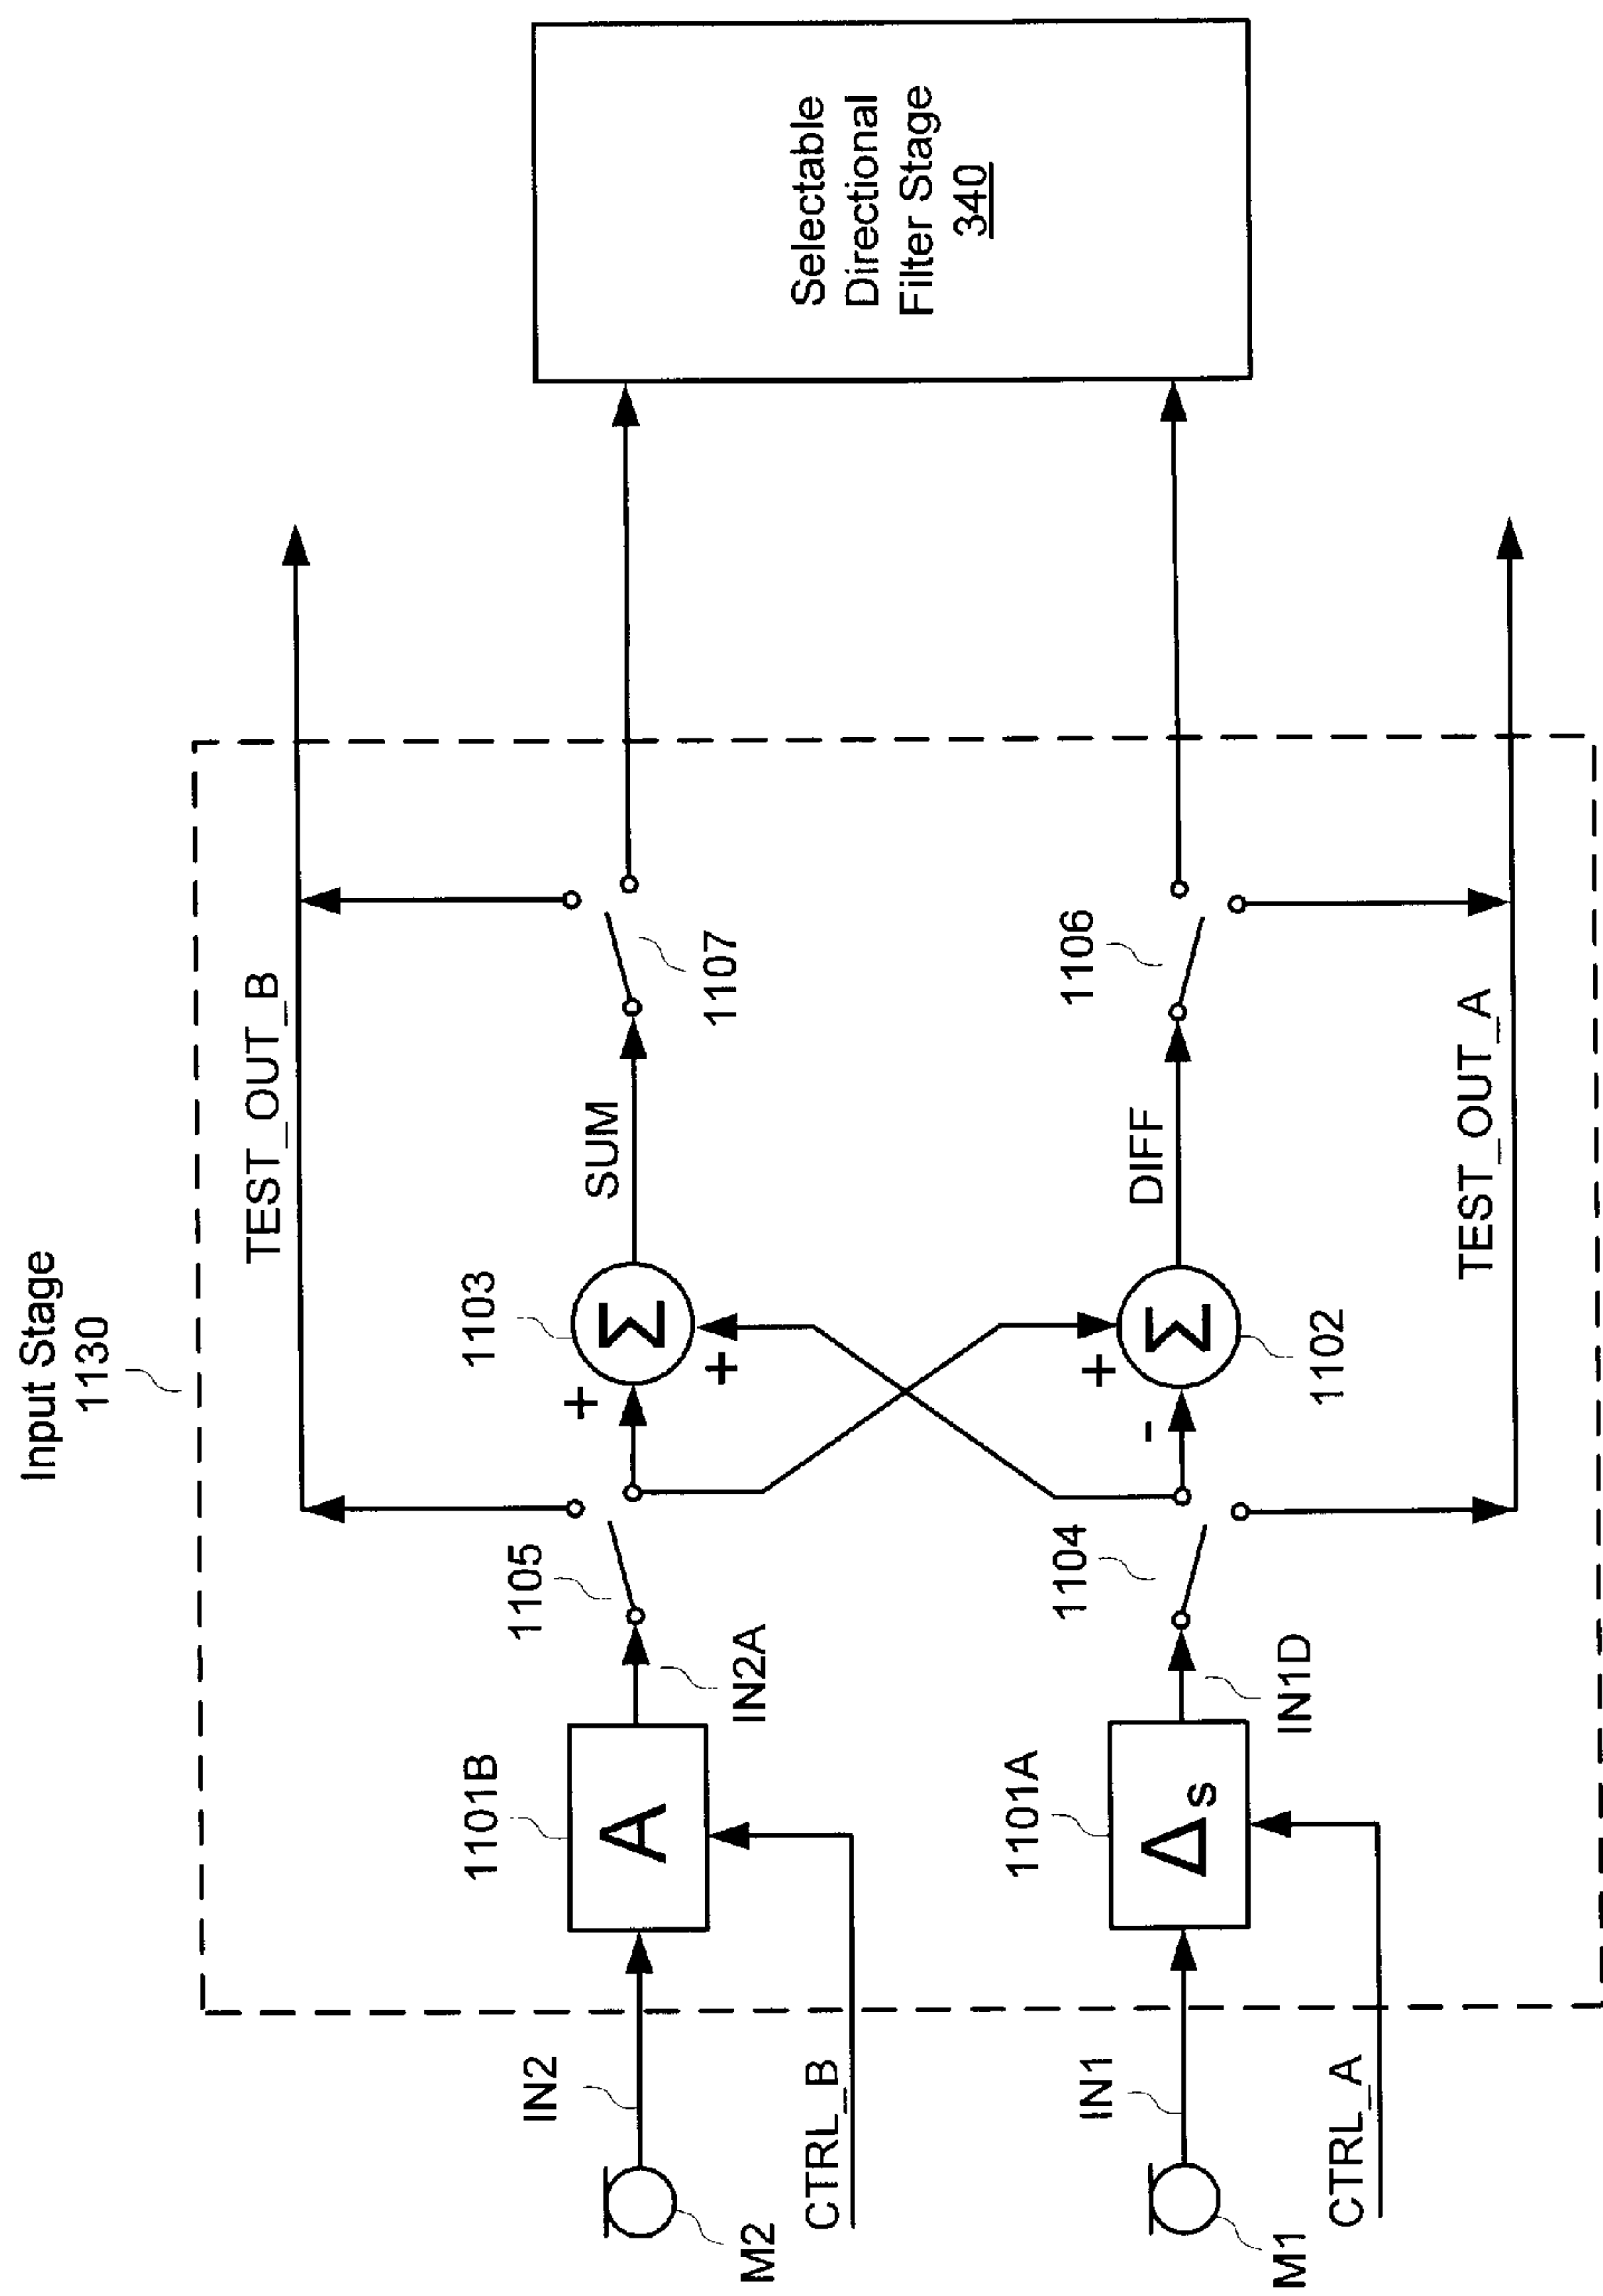 Input Stage
1130
TEST_OUT_B
1105
1103
SUM
1107
1101B
A
IN2A
+
Σ
+
IN2
M2
CTRL_B
Selectable
Directional
Filter Stage
340
1101A
Δs
IN1D
1104
+
-
Σ
1102
DIFF
1106
IN1
M1
CTRL_A
TEST_OUT_A